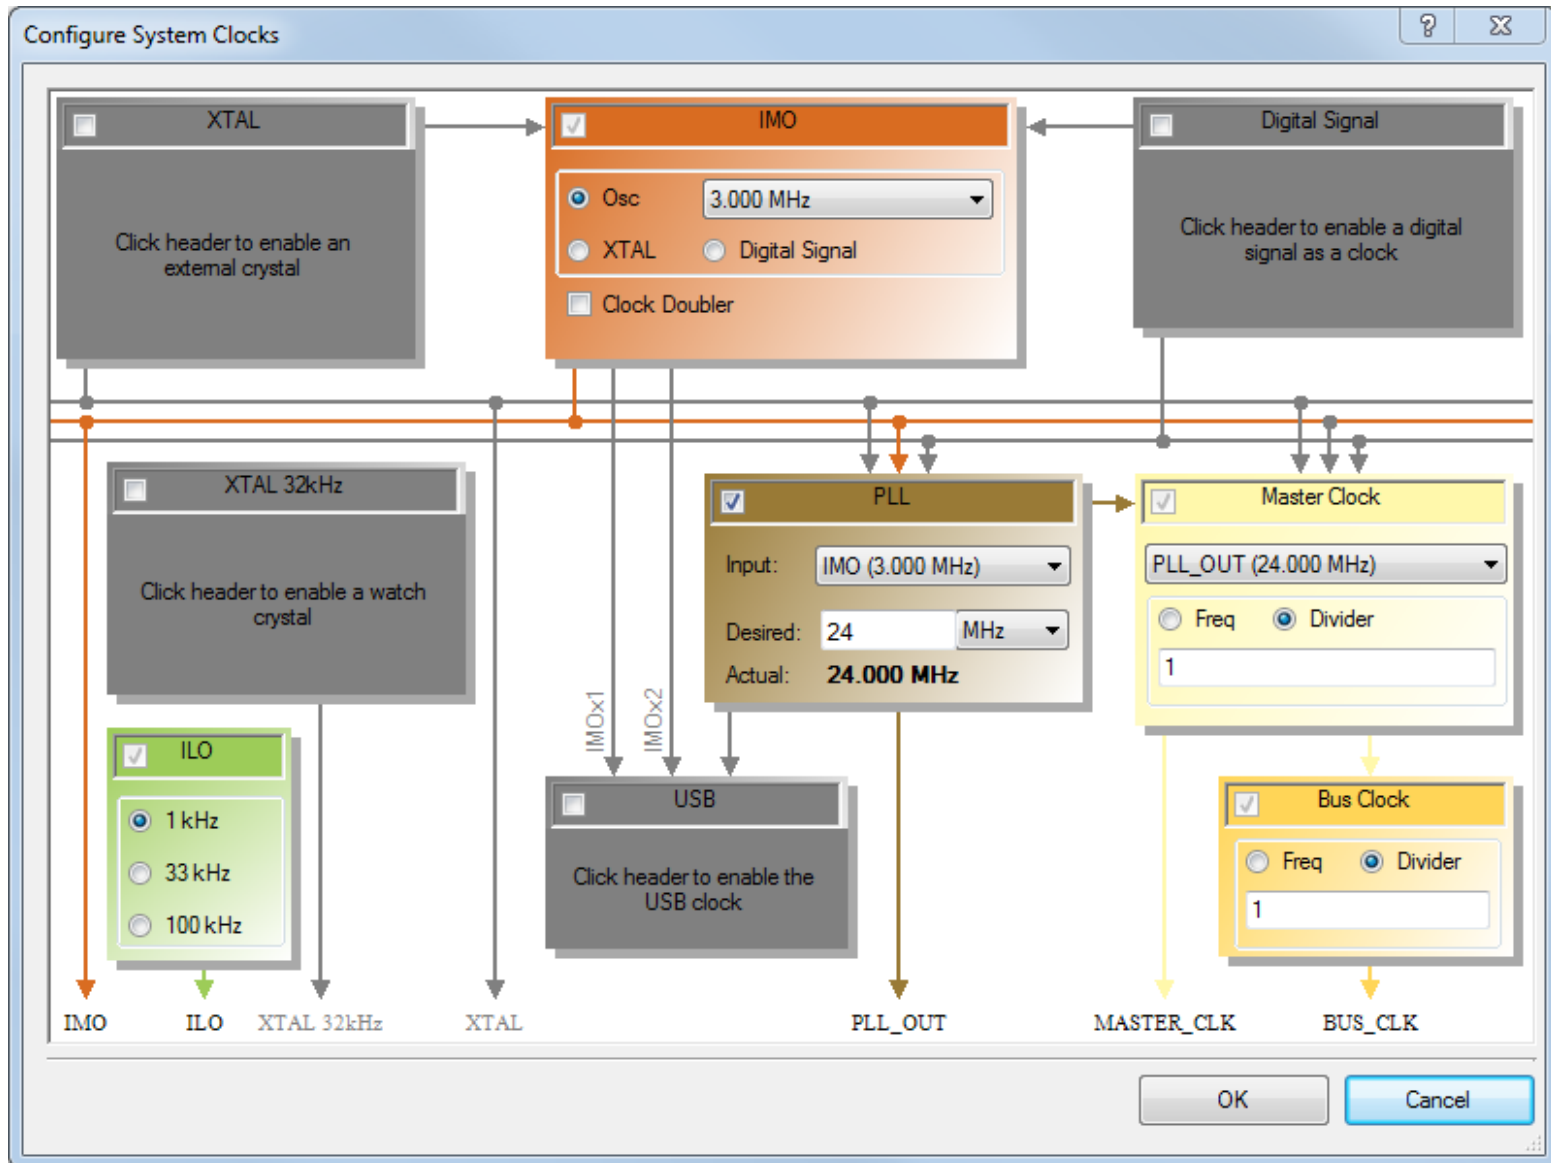 Configure System Clocks
XTAL
Click header to enable an
external crystal
IMO
Osc
3.000 MHz
XTAL
Digital Signal
Clock Doubler
Digital Signal
Click header to enable a digital
signal as a clock
XTAL 32kHz
Click header to enable a watch
crystal
PLL
Input:
IMO (3.000 MHz)
Desired:
24
MHz
Actual:
24.000 MHz
Master Clock
PLL_OUT (24.000 MHz)
Freq
Divider
1
IMOx1
IMOx2
ILO
1 kHz
33 kHz
100 kHz
USB
Click header to enable the
USB clock
Bus Clock
Freq
Divider
1
IMO
ILO
XTAL 32kHz
XTAL
PLL_OUT
MASTER_CLK
BUS_CLK
OK
Cancel